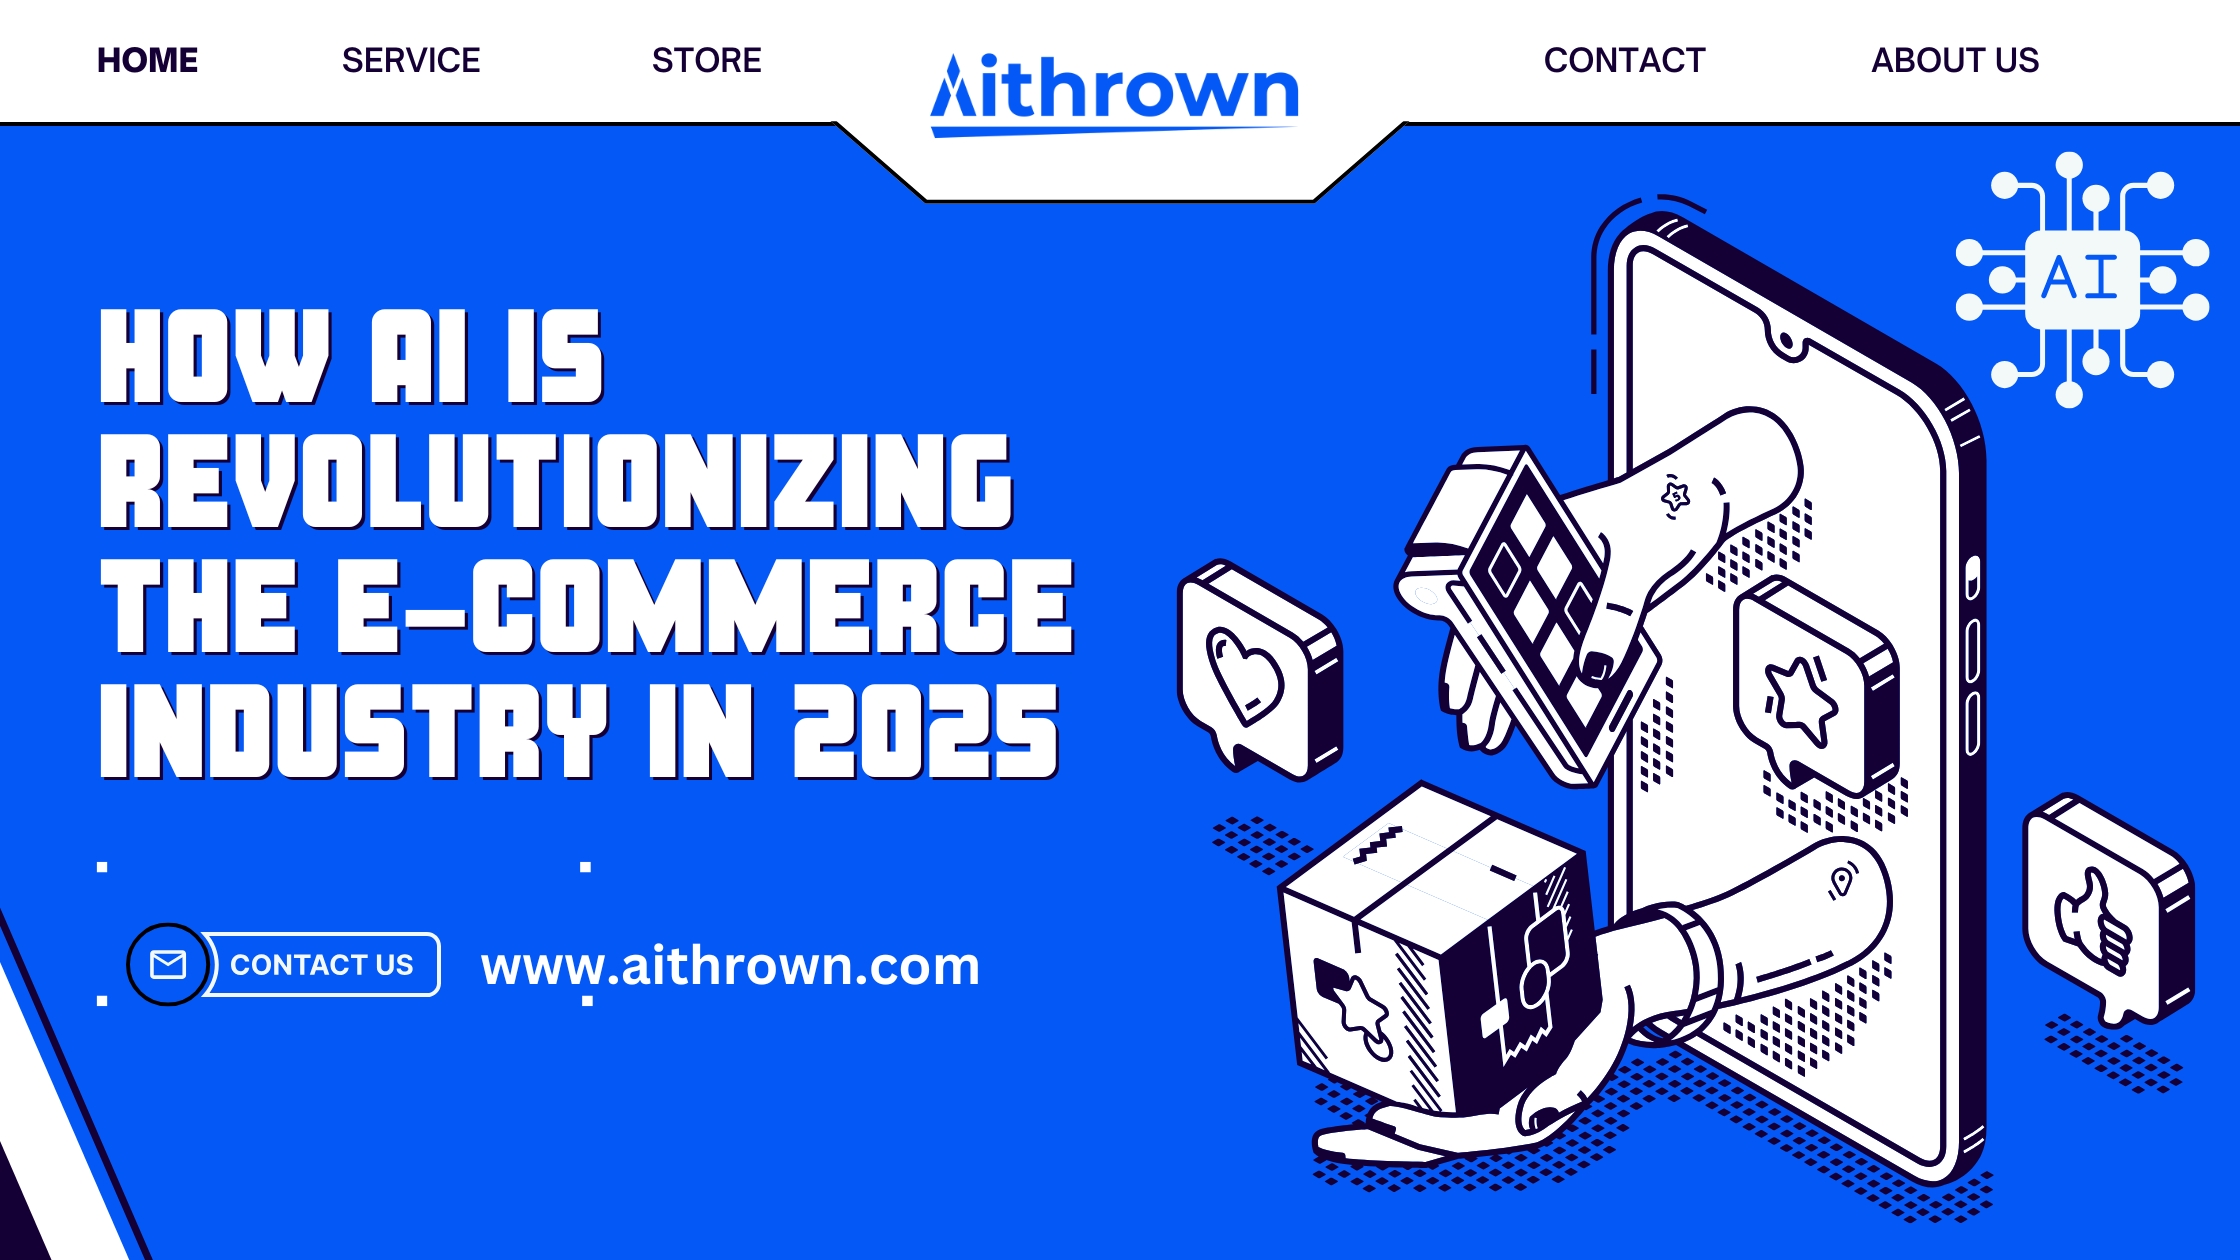 HOME SERVICE STORE Aithrown CONTACT ABOUT US
AI
HOW AI IS
REVOLUTIONIZING
THE E-COMMERCE
INDUSTRY IN 2025
CONTACT US www.aithrown.com